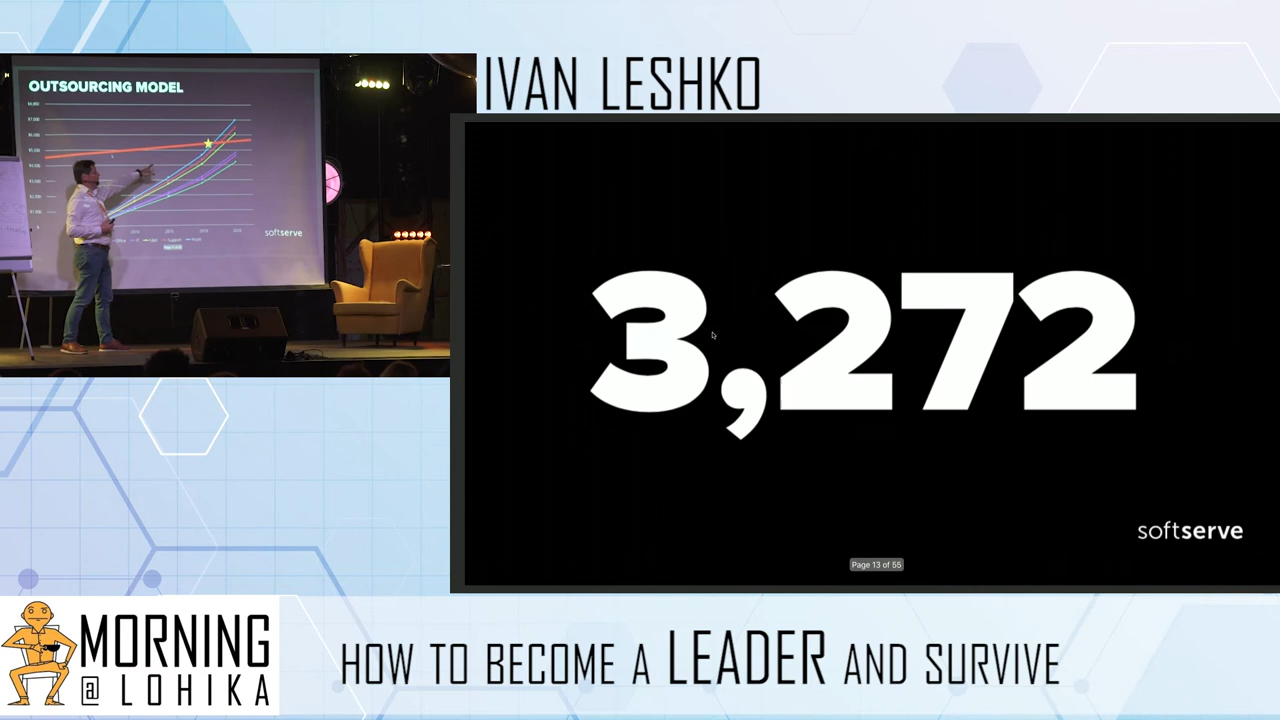 IVAN LESHKO
OUTSOURCING MODEL
softserve
3,272
softserve
Page 13 of 55
MORNING
@ LOHIKA
HOW TO BECOME A LEADER AND SURVIVE